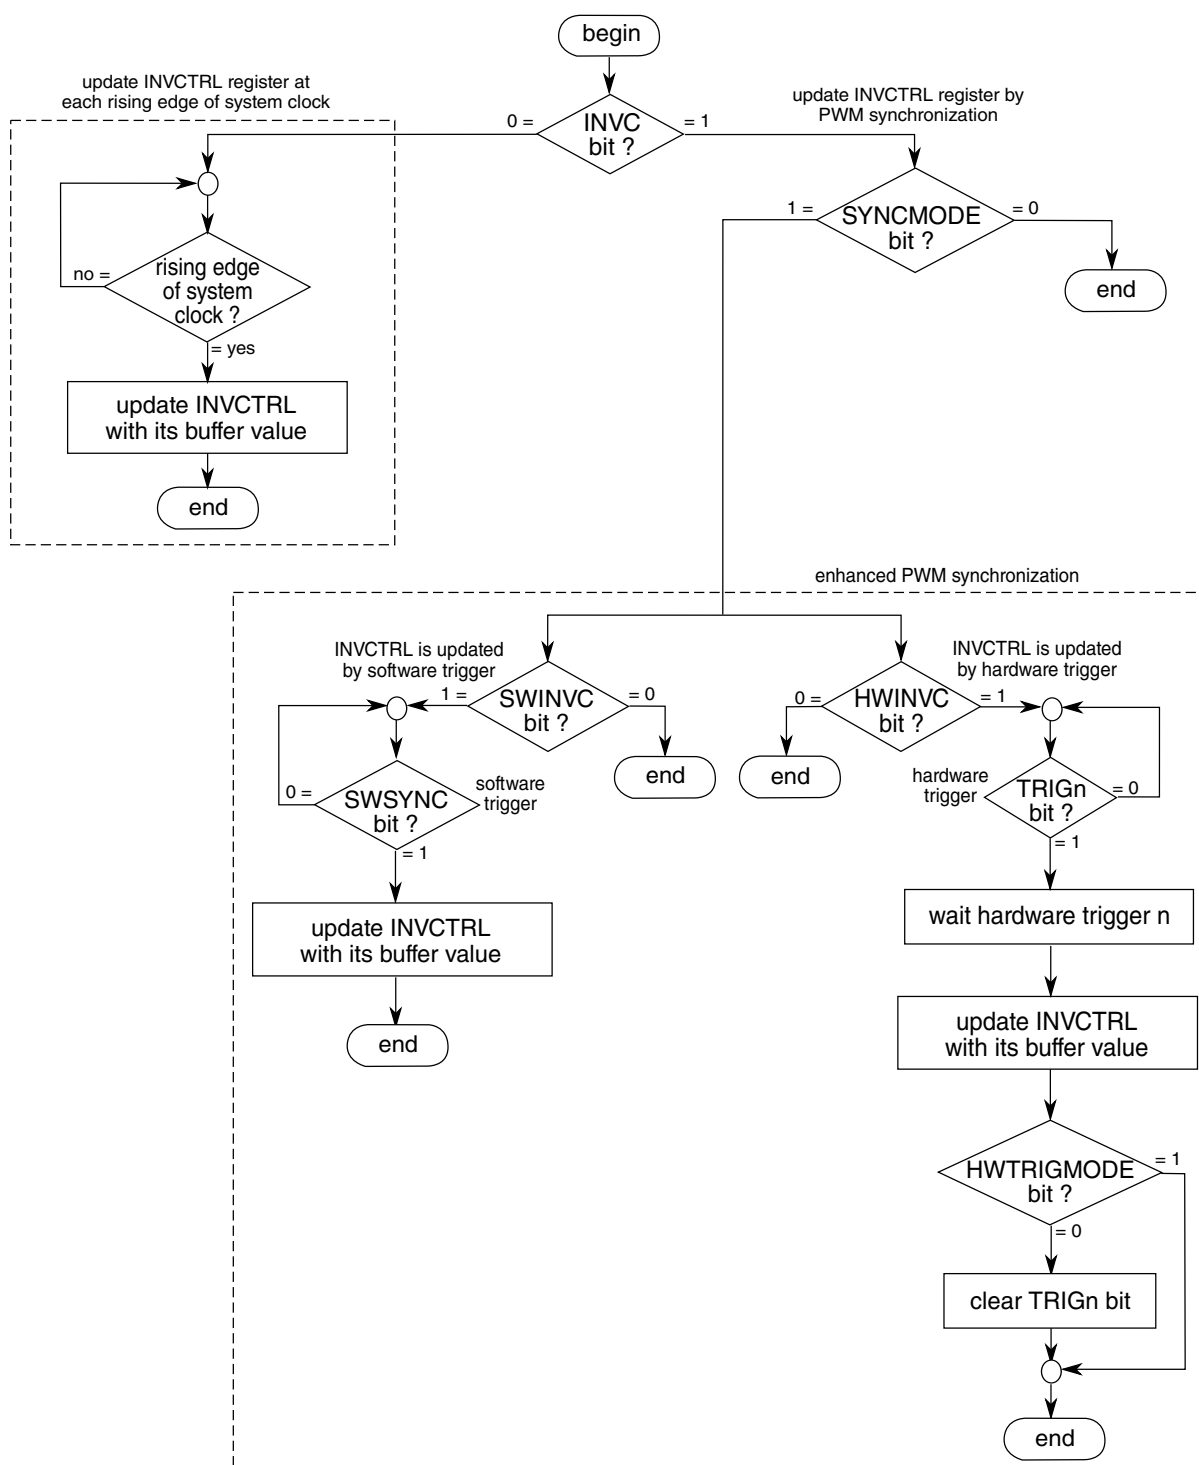 begin
update INVCTRL register at
each rising edge of system clock
update INVCTRL register by
PWM synchronization
0 =
INVC
bit ?
= 1
1 =
SYNCMODE
bit ?
= 0
end
no =
rising edge
of system
clock ?
= yes
update INVCTRL
with its buffer value
end
enhanced PWM synchronization
INVCTRL is updated
by software trigger
INVCTRL is updated
by hardware trigger
1 =
SWINVC
bit ?
= 0
end
0 =
HWINVC
bit ?
= 1
end
0 =
SWSYNC
bit ?
software
trigger
= 1
hardware
trigger
TRIGn
bit ?
= 0
= 1
update INVCTRL
with its buffer value
end
wait hardware trigger n
update INVCTRL
with its buffer value
HWTRIGMODE
bit ?
= 1
= 0
clear TRIGn bit
end